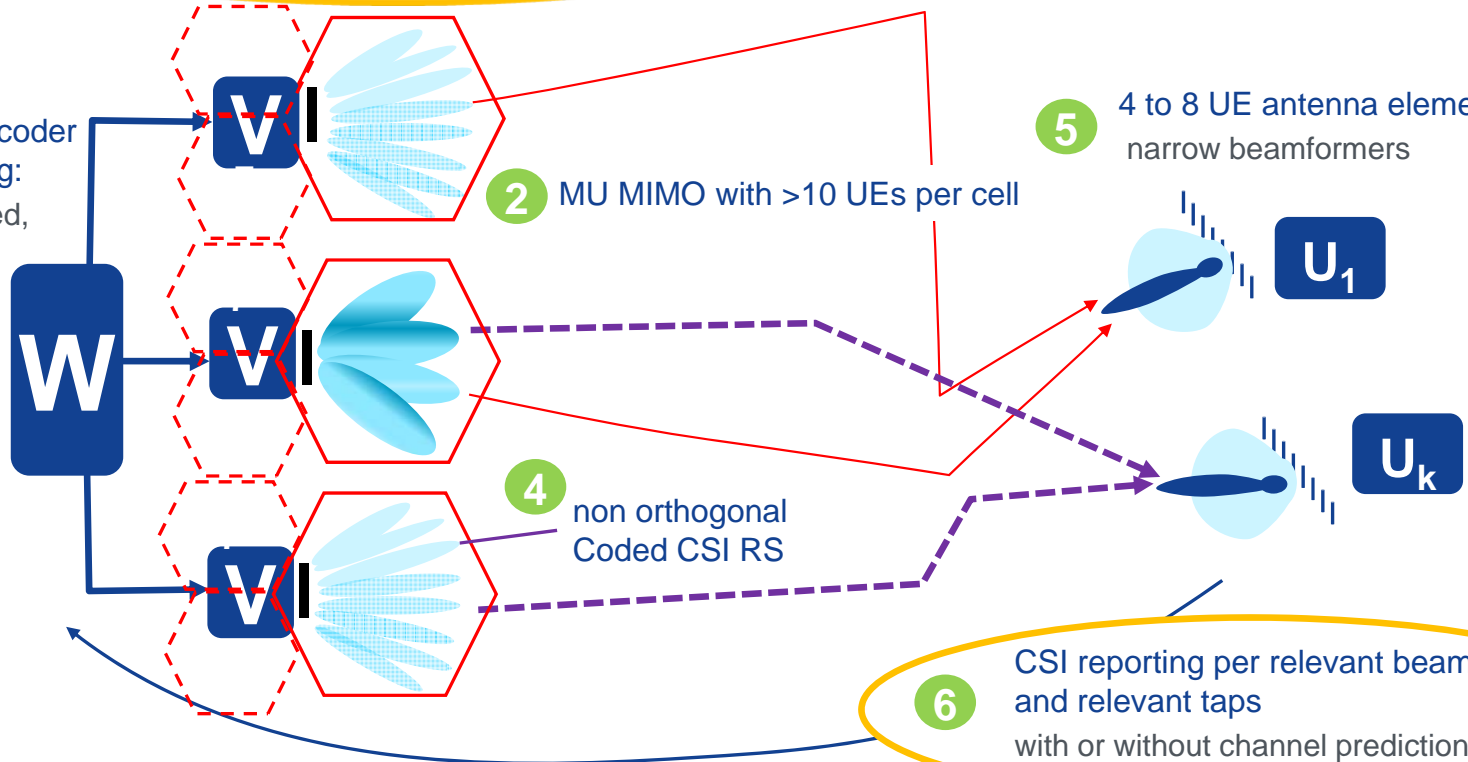 coder
g:
ed,
W
V
V
V
2
MU MIMO with >10 UEs per cell
4
non orthogonal
Coded CSI RS
5
4 to 8 UE antenna eleme
narrow beamformers
U1
Uk
6
CSI reporting per relevant beam
and relevant taps
with or without channel prediction